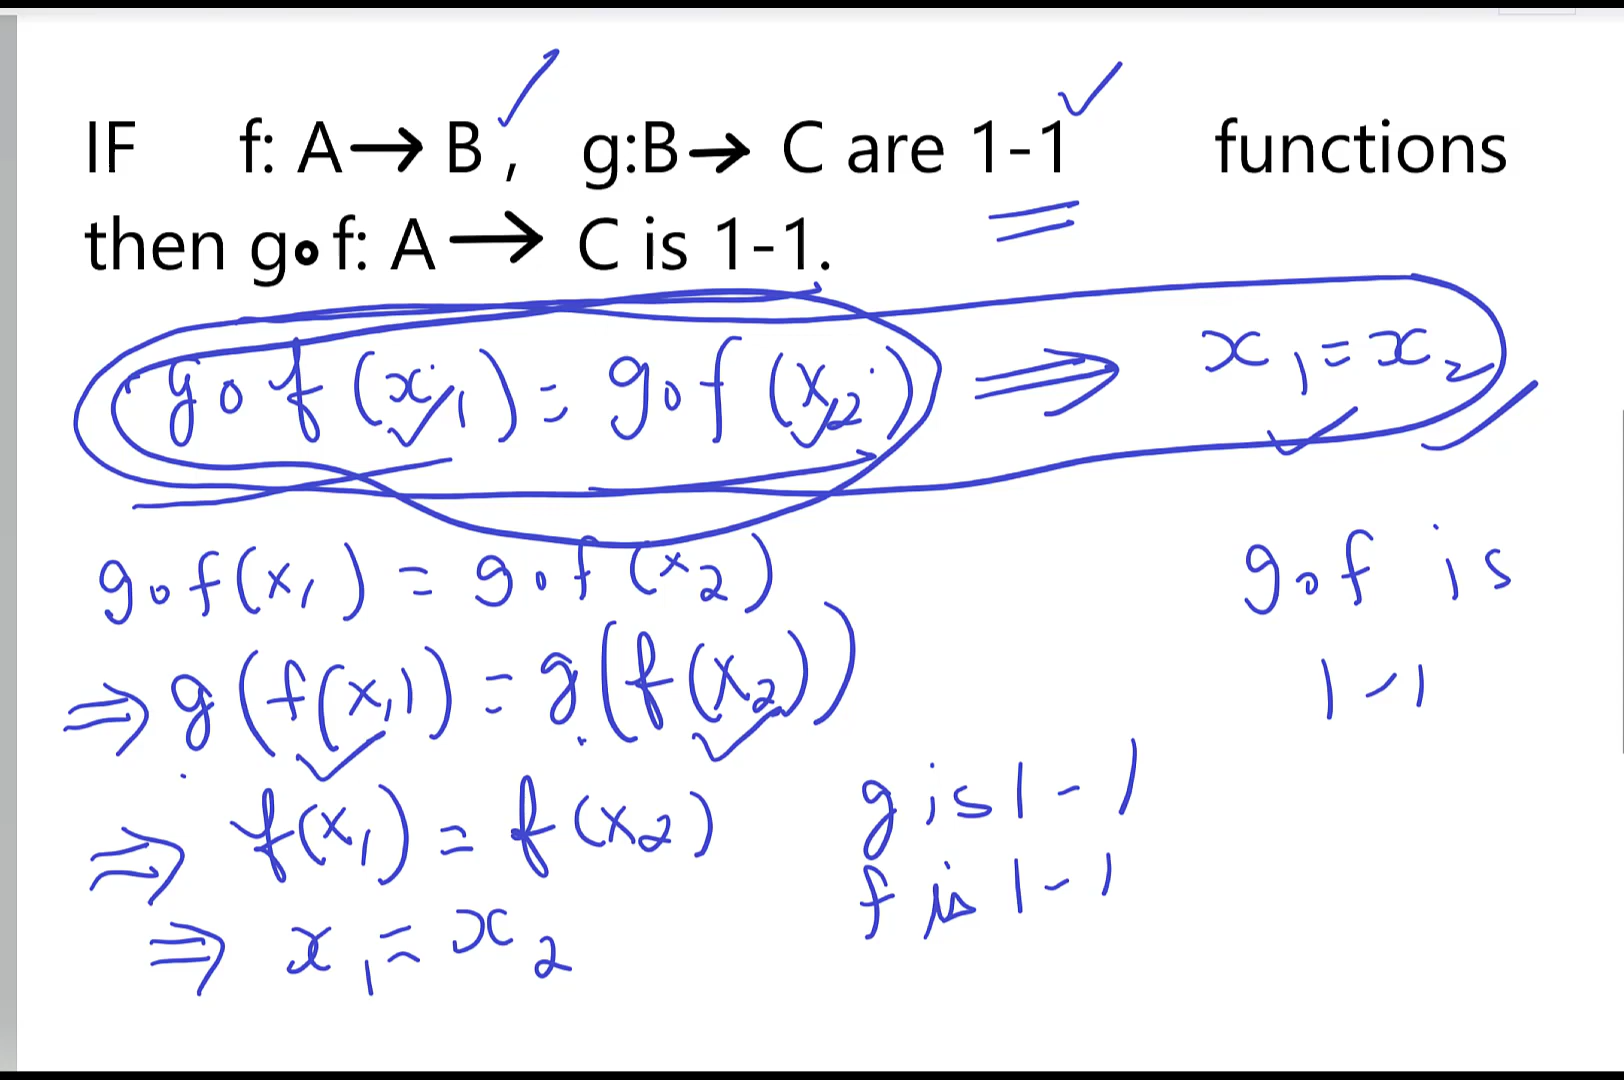 IF f: A→ B , g:B→ C are 1-1 functions
then g∘f: A→ C is 1-1.
g∘f(x₁) = g∘f(x₂) ⟹ x₁ = x₂
g∘f(x₁) = g∘f(x₂)
⇒ g(f(x₁)) = g(f(x₂))
⇒ f(x₁) = f(x₂) g is 1-1
⇒ x₁ = x₂ f is 1-1
g∘f is
1-1